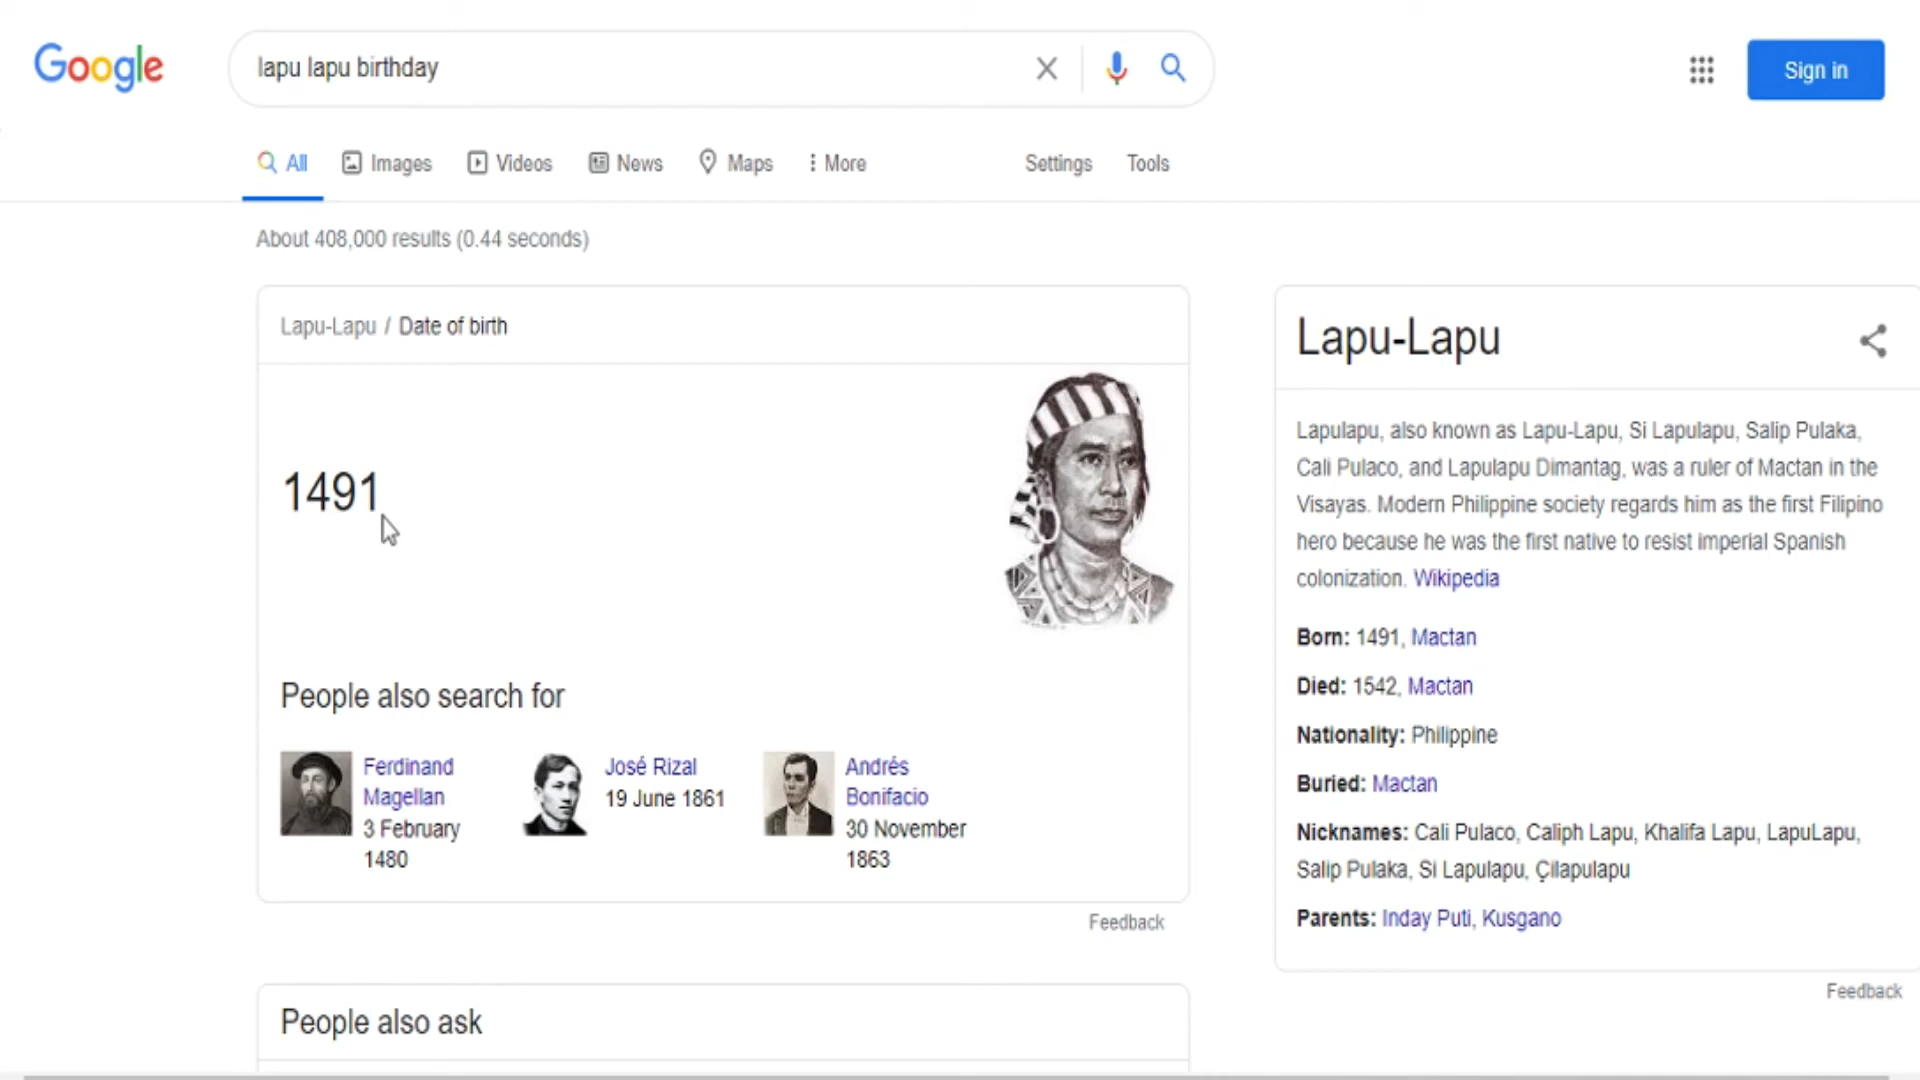 Google
lapu lapu birthday
Sign in
All Images Videos News Maps More Settings Tools
About 408,000 results (0.44 seconds)
Lapu-Lapu / Date of birth
1491
People also search for
Ferdinand
Magellan
3 February
1480
José Rizal
19 June 1861
Andrés
Bonifacio
30 November
1863
Feedback
People also ask
Lapu-Lapu
Lapulapu, also known as Lapu-Lapu, Si Lapulapu, Salip Pulaka,
Cali Pulaco, and Lapulapu Dimantag, was a ruler of Mactan in the
Visayas. Modern Philippine society regards him as the first Filipino
hero because he was the first native to resist imperial Spanish
colonization. Wikipedia
Born: 1491, Mactan
Died: 1542, Mactan
Nationality: Philippine
Buried: Mactan
Nicknames: Cali Pulaco, Caliph Lapu, Khalifa Lapu, LapuLapu,
Salip Pulaka, Si Lapulapu, Çilapulapu
Parents: Inday Puti, Kusgano
Feedback